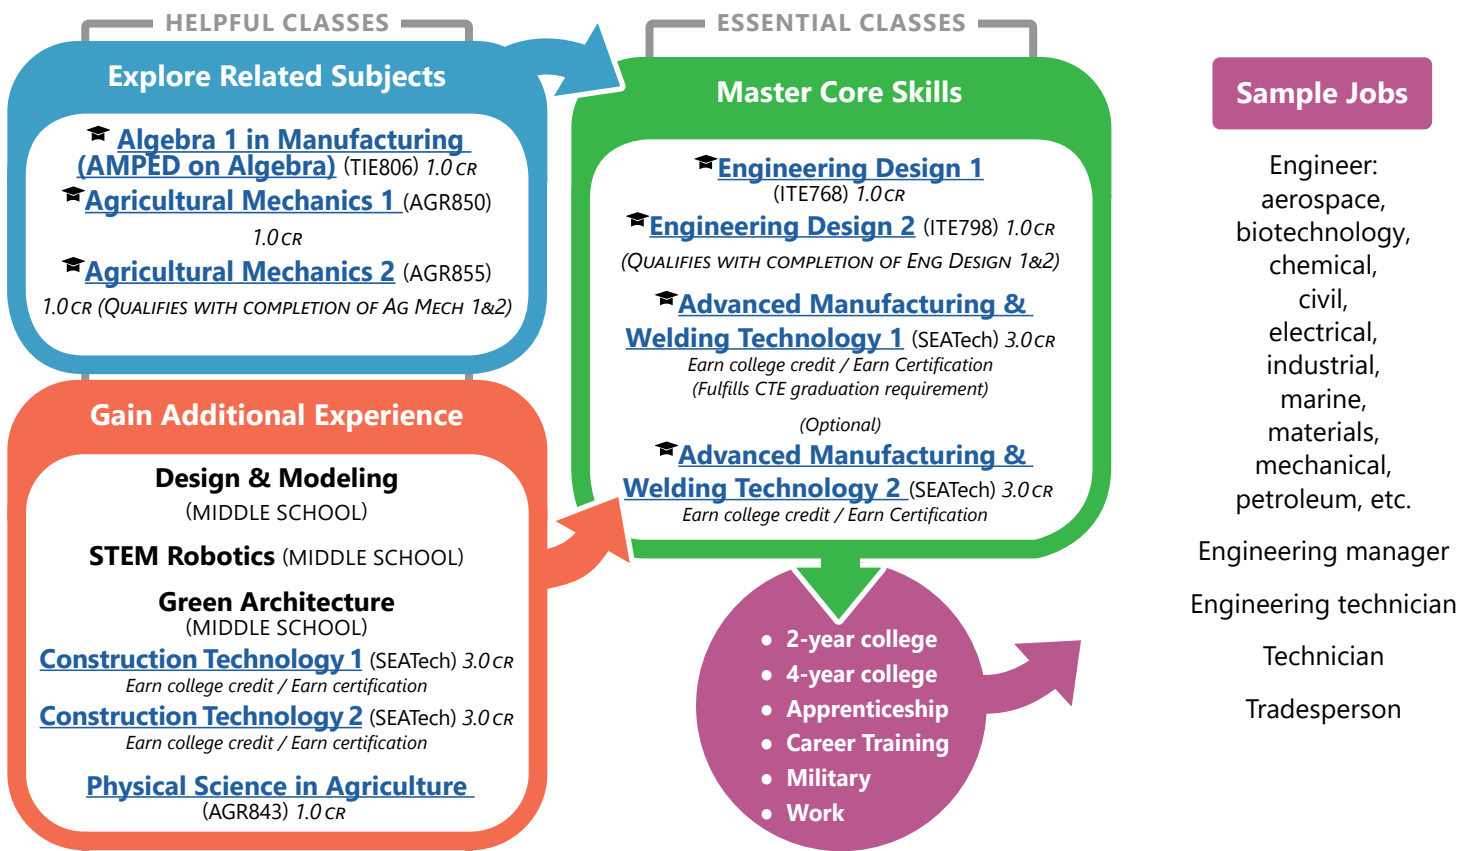 HELPFUL CLASSES
Explore Related Subjects
Algebra 1 in Manufacturing
(AMPED on Algebra) (TIE806) 1.0 CR
Agricultural Mechanics 1 (AGR850)
1.0 CR
Agricultural Mechanics 2 (AGR855)
1.0 CR (QUALIFIES WITH COMPLETION OF AG MECH 1&2)
Gain Additional Experience
Design & Modeling
(MIDDLE SCHOOL)
STEM Robotics (MIDDLE SCHOOL)
Green Architecture
(MIDDLE SCHOOL)
Construction Technology 1 (SEATech) 3.0 CR
Earn college credit / Earn certification
Construction Technology 2 (SEATech) 3.0 CR
Earn college credit / Earn certification
Physical Science in Agriculture
(AGR843) 1.0 CR
ESSENTIAL CLASSES
Master Core Skills
Engineering Design 1
(ITE768) 1.0 CR
Engineering Design 2 (ITE798) 1.0 CR
(QUALIFIES WITH COMPLETION OF ENG DESIGN 1&2)
Advanced Manufacturing &
Welding Technology 1 (SEATech) 3.0 CR
Earn college credit / Earn Certification
(Fulfills CTE graduation requirement)
(Optional)
Advanced Manufacturing &
Welding Technology 2 (SEATech) 3.0 CR
Earn college credit / Earn Certification
• 2-year college
• 4-year college
• Apprenticeship
• Career Training
• Military
• Work
Sample Jobs
Engineer:
aerospace,
biotechnology,
chemical,
civil,
electrical,
industrial,
marine,
materials,
mechanical,
petroleum, etc.
Engineering manager
Engineering technician
Technician
Tradesperson